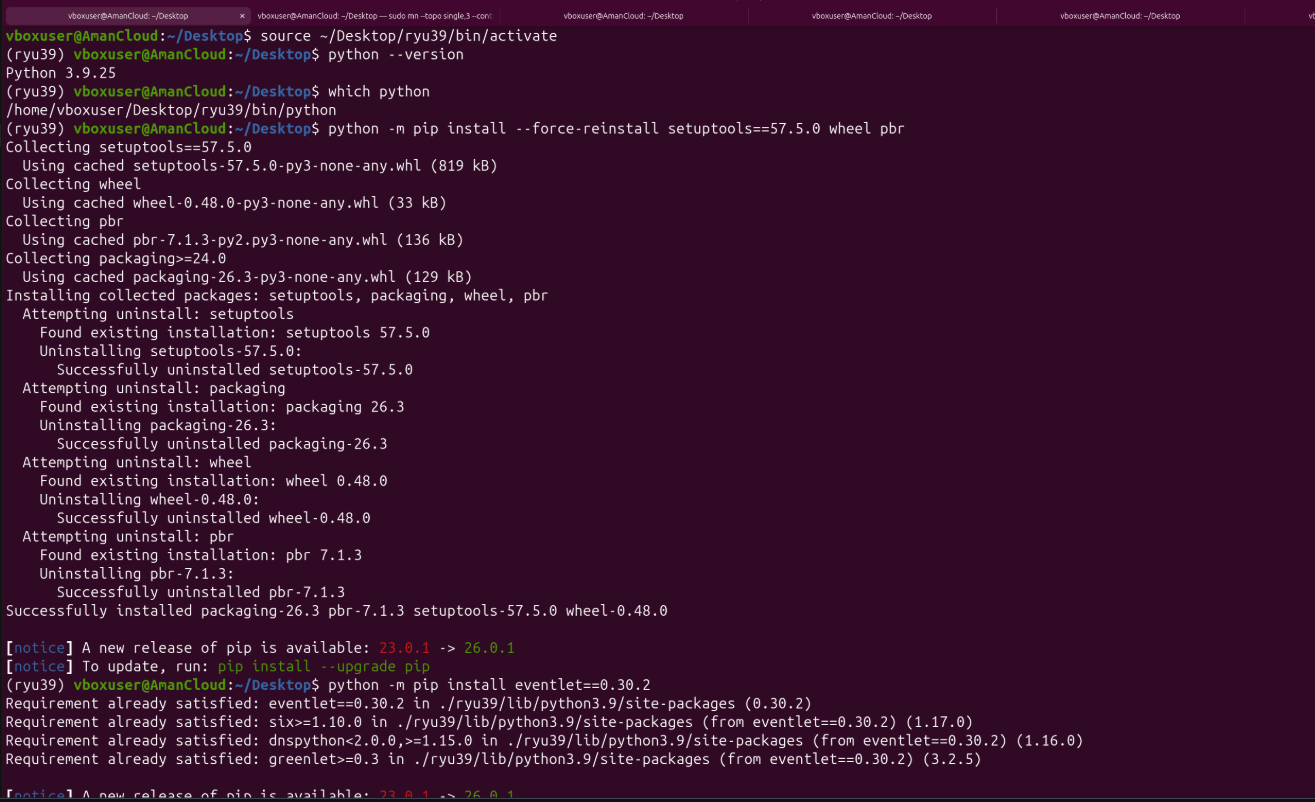 vboxuser@AmanCloud: ~/Desktop × vboxuser@AmanCloud: ~/Desktop — sudo mn --topo single,3 --cont vboxuser@AmanCloud: ~/Desktop vboxuser@AmanCloud: ~/Desktop vboxuser@AmanCloud: ~/Desktop
vboxuser@AmanCloud:~/Desktop$ source ~/Desktop/ryu39/bin/activate
(ryu39) vboxuser@AmanCloud:~/Desktop$ python --version
Python 3.9.25
(ryu39) vboxuser@AmanCloud:~/Desktop$ which python
/home/vboxuser/Desktop/ryu39/bin/python
(ryu39) vboxuser@AmanCloud:~/Desktop$ python -m pip install --force-reinstall setuptools==57.5.0 wheel pbr
Collecting setuptools==57.5.0
  Using cached setuptools-57.5.0-py3-none-any.whl (819 kB)
Collecting wheel
  Using cached wheel-0.48.0-py3-none-any.whl (33 kB)
Collecting pbr
  Using cached pbr-7.1.3-py2.py3-none-any.whl (136 kB)
Collecting packaging>=24.0
  Using cached packaging-26.3-py3-none-any.whl (129 kB)
Installing collected packages: setuptools, packaging, wheel, pbr
  Attempting uninstall: setuptools
    Found existing installation: setuptools 57.5.0
    Uninstalling setuptools-57.5.0:
      Successfully uninstalled setuptools-57.5.0
  Attempting uninstall: packaging
    Found existing installation: packaging 26.3
    Uninstalling packaging-26.3:
      Successfully uninstalled packaging-26.3
  Attempting uninstall: wheel
    Found existing installation: wheel 0.48.0
    Uninstalling wheel-0.48.0:
      Successfully uninstalled wheel-0.48.0
  Attempting uninstall: pbr
    Found existing installation: pbr 7.1.3
    Uninstalling pbr-7.1.3:
      Successfully uninstalled pbr-7.1.3
Successfully installed packaging-26.3 pbr-7.1.3 setuptools-57.5.0 wheel-0.48.0
[notice] A new release of pip is available: 23.0.1 -> 26.0.1
[notice] To update, run: pip install --upgrade pip
(ryu39) vboxuser@AmanCloud:~/Desktop$ python -m pip install eventlet==0.30.2
Requirement already satisfied: eventlet==0.30.2 in ./ryu39/lib/python3.9/site-packages (0.30.2)
Requirement already satisfied: six>=1.10.0 in ./ryu39/lib/python3.9/site-packages (from eventlet==0.30.2) (1.17.0)
Requirement already satisfied: dnspython<2.0.0,>=1.15.0 in ./ryu39/lib/python3.9/site-packages (from eventlet==0.30.2) (1.16.0)
Requirement already satisfied: greenlet>=0.3 in ./ryu39/lib/python3.9/site-packages (from eventlet==0.30.2) (3.2.5)
[notice] A new release of pip is available: 23.0.1 -> 26.0.1